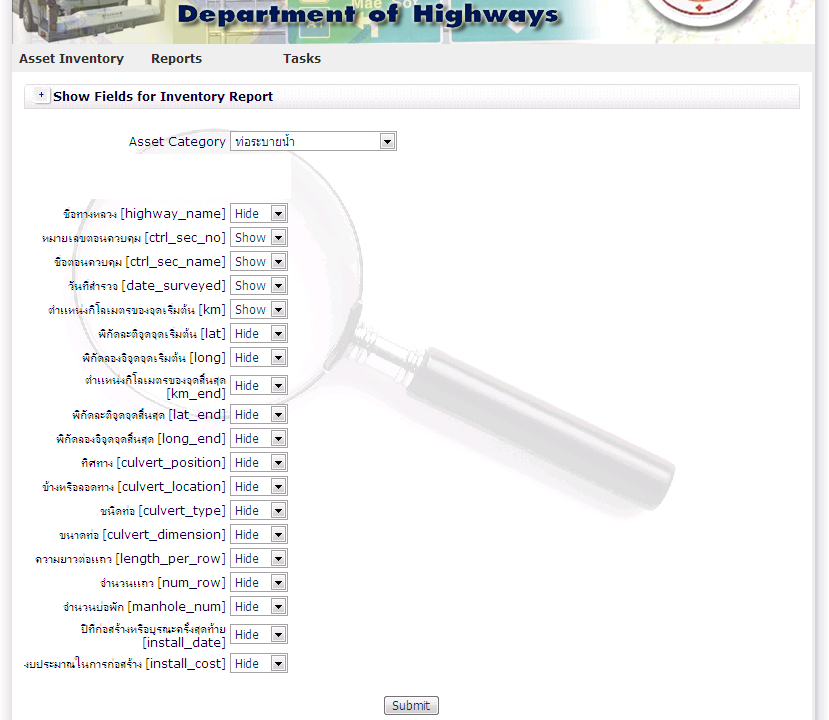 Department of Highways
Asset Inventory Reports Tasks
+ Show Fields for Inventory Report
Asset Category ท่อระบายน้ำ
ชื่อทางหลวง [highway_name] Hide
หมายเลขตอนควบคุม [ctrl_sec_no] Show
ชื่อตอนควบคุม [ctrl_sec_name] Show
วันที่สำรวจ [date_surveyed] Show
ตำแหน่งกิโลเมตรของจุดเริ่มต้น [km] Show
พิกัดละติจูดจุดเริ่มต้น [lat] Hide
พิกัดลองจิจูดจุดเริ่มต้น [long] Hide
ตำแหน่งกิโลเมตรของจุดสิ้นสุด
[km_end] Hide
พิกัดละติจูดจุดสิ้นสุด [lat_end] Hide
พิกัดลองจิจูดจุดสิ้นสุด [long_end] Hide
ทิศทาง [culvert_position] Hide
ข้างหรือลอดทาง [culvert_location] Hide
ชนิดท่อ [culvert_type] Hide
ขนาดท่อ [culvert_dimension] Hide
ความยาวต่อแถว [length_per_row] Hide
จำนวนแถว [num_row] Hide
จำนวนบ่อพัก [manhole_num] Hide
ปีที่ก่อสร้างหรือบูรณะครั้งสุดท้าย
[install_date] Hide
งบประมาณในการก่อสร้าง [install_cost] Hide
Submit